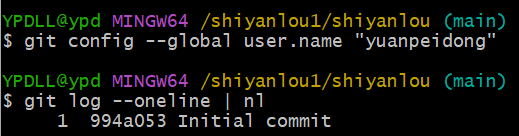 YPDLL@ypd MINGW64 /shiyanlou1/shiyanlou (main)
$ git config --global user.name "yuanpeidong"
YPDLL@ypd MINGW64 /shiyanlou1/shiyanlou (main)
$ git log --oneline | nl
1 994a053 Initial commit